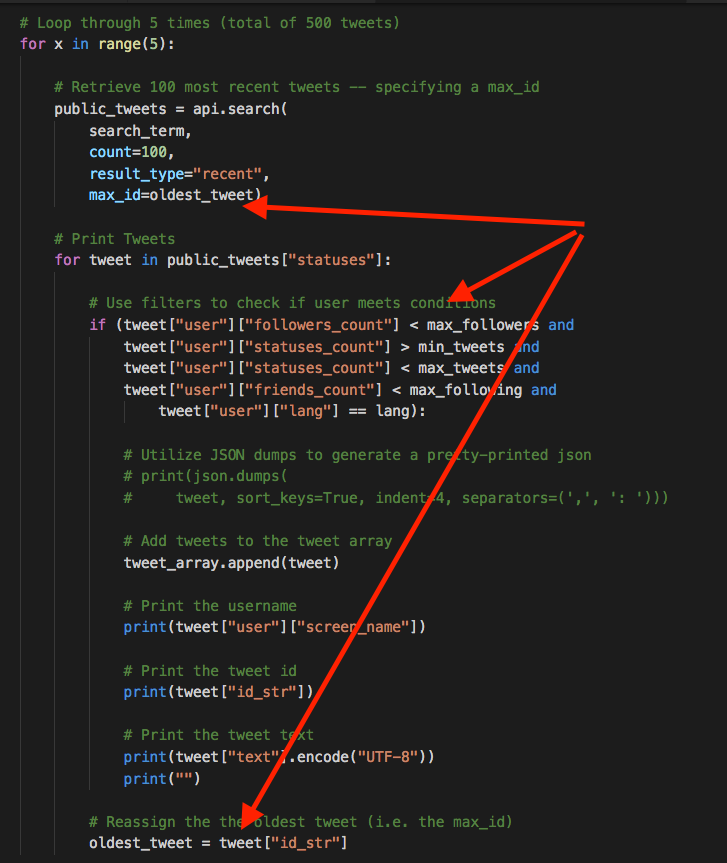 # Loop through 5 times (total of 500 tweets)
for x in range(5):
# Retrieve 100 most recent tweets -- specifying a max_id
public_tweets = api.search(
search_term,
count=100,
result_type="recent",
max_id=oldest_tweet)
# Print Tweets
for tweet in public_tweets["statuses"]:
# Use filters to check if user meets conditions
if (tweet["user"]["followers_count"] < max_followers and
tweet["user"]["statuses_count"] > min_tweets and
tweet["user"]["statuses_count"] < max_tweets and
tweet["user"]["friends_count"] < max_following and
tweet["user"]["lang"] == lang):
# Utilize JSON dumps to generate a pretty-printed json
# print(json.dumps(
#     tweet, sort_keys=True, indent=4, separators=(',', ': ')))
# Add tweets to the tweet array
tweet_array.append(tweet)
# Print the username
print(tweet["user"]["screen_name"])
# Print the tweet id
print(tweet["id_str"])
# Print the tweet text
print(tweet["text"].encode("UTF-8"))
print("")
# Reassign the the oldest tweet (i.e. the max_id)
oldest_tweet = tweet["id_str"]